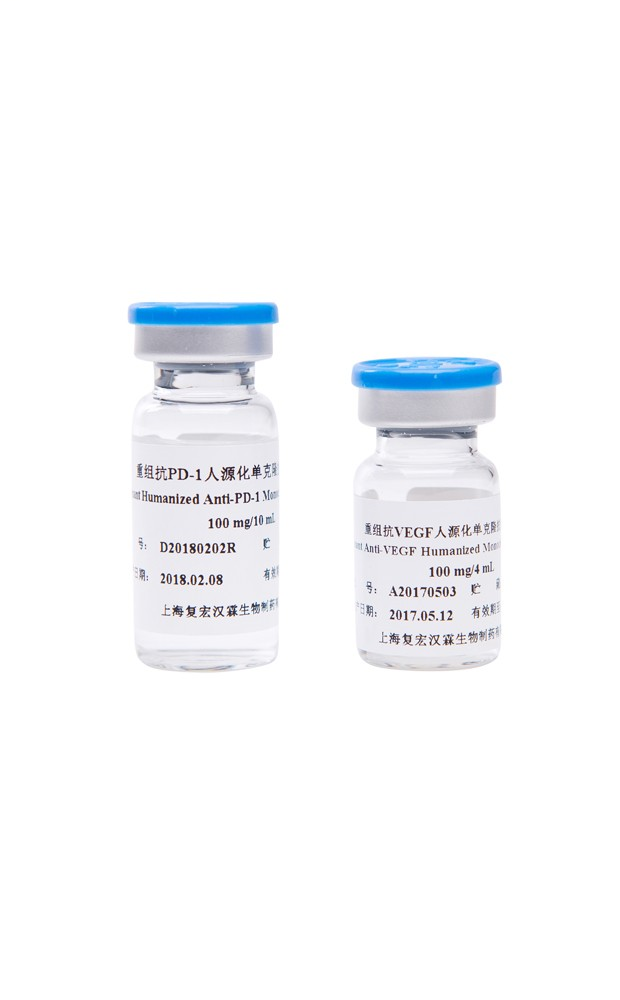 重组抗PD-1人源化单克隆
Humanized Anti-PD-1
100 mg/10 mL
号: D20180202R 贮
日期: 2018.02.08 有效
上海复宏汉霖生物制药
重组抗VEGF人源化单克隆
Anti-VEGF Humanized
100 mg/4 mL
号: A20170503 贮
日期: 2017.05.12 有效期
上海复宏汉霖生物制药